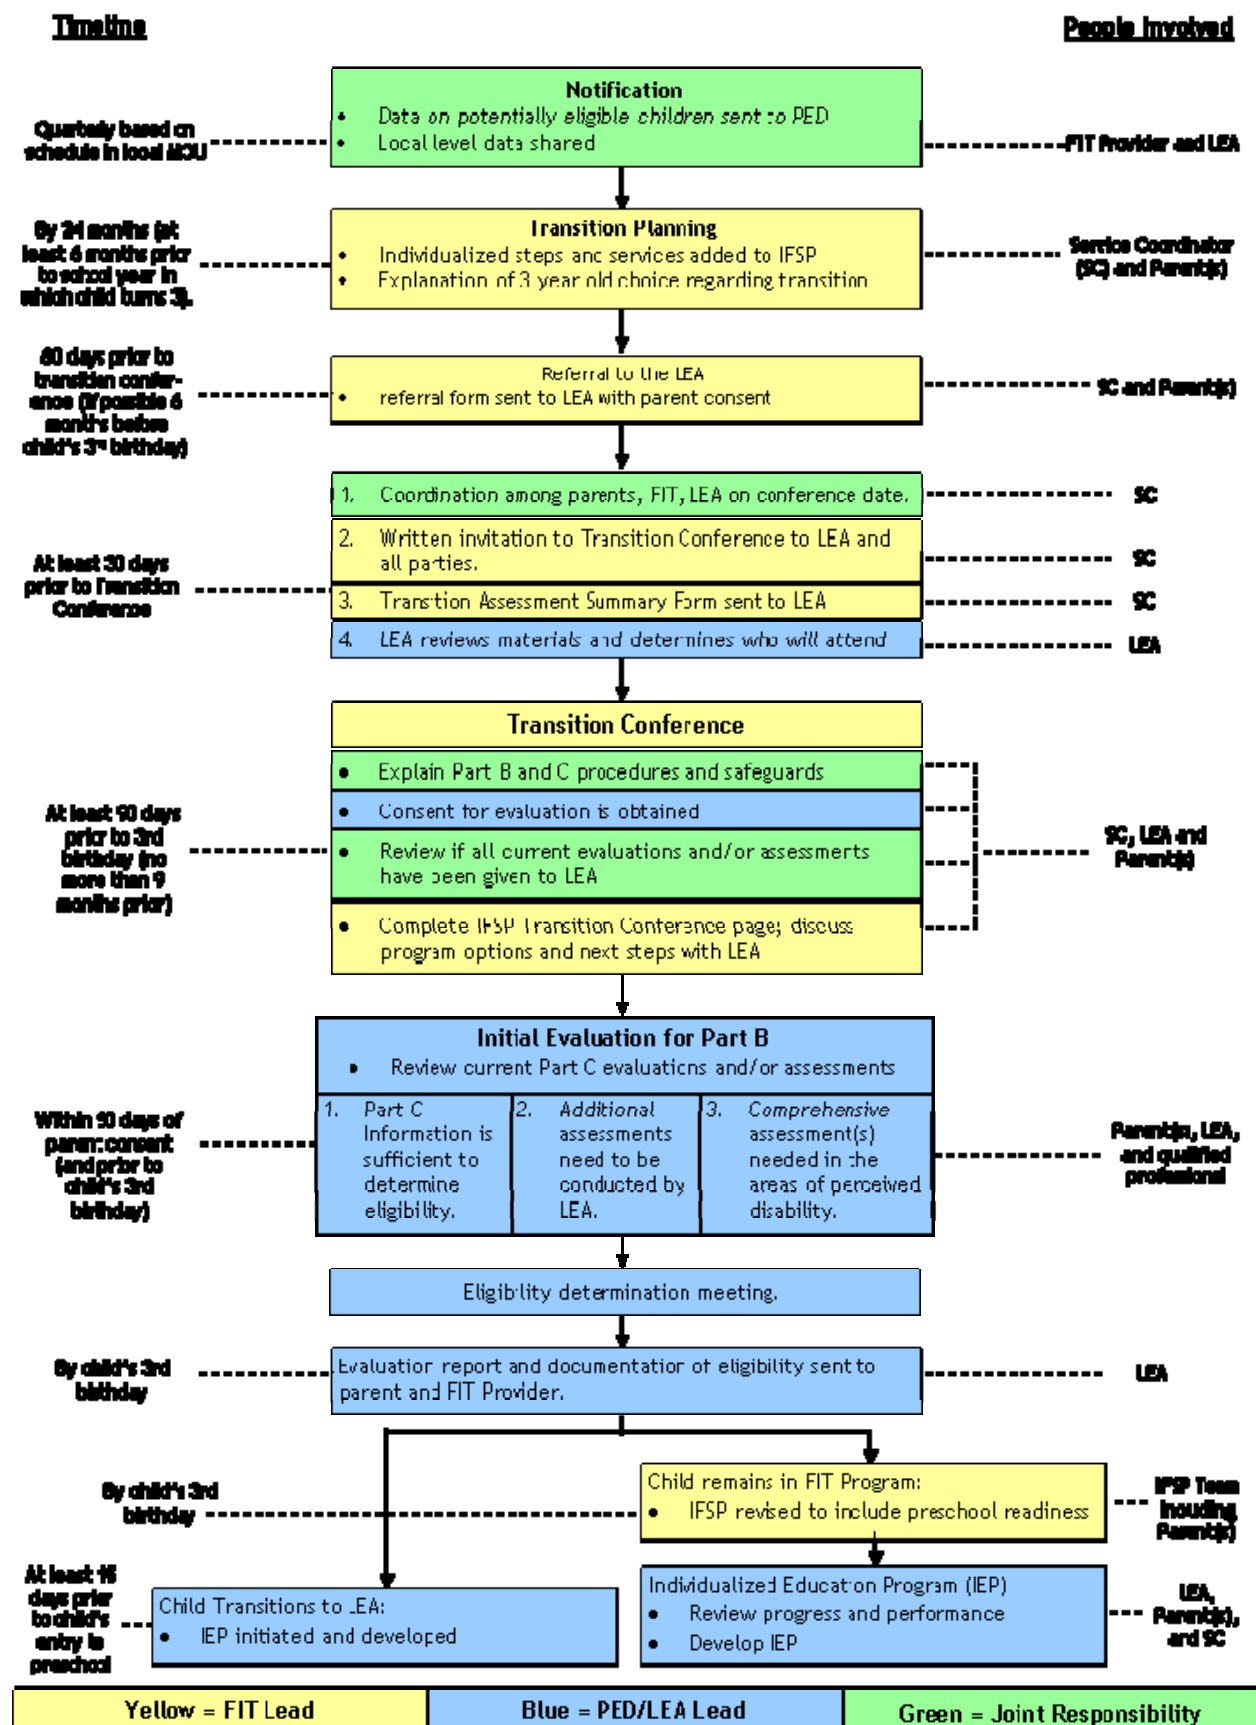 Timeline
People Involved
Notification
• Data on potentially eligible children sent to PED
• Local level data shared
Quarterly based on
schedule in local MOU
FIT Provider and LEA
Transition Planning
• Individualized steps and services added to IFSP
• Explanation of 3 year old choice regarding transition
By 24 months (at
least 6 months prior
to school year in
which child turns 3).
Service Coordinator
(SC) and Parent(s)
Referral to the LEA
• referral form sent to LEA with parent consent
60 days prior to
transition confer-
ence (if possible 6
months before
child's 3rd birthday)
SC and Parent(s)
1. Coordination among parents, FIT, LEA on conference date.
SC
2. Written invitation to Transition Conference to LEA and
all parties.
SC
3. Transition Assessment Summary Form sent to LEA
SC
4. LEA reviews materials and determines who will attend
LEA
At least 30 days
prior to Transition
Conference
Transition Conference
• Explain Part B and C procedures and safeguards
• Consent for evaluation is obtained
• Review if all current evaluations and/or assessments
have been given to LEA
• Complete IFSP Transition Conference page; discuss
program options and next steps with LEA
At least 90 days
prior to 3rd
birthday (no
more than 9
months prior)
SC, LEA and
Parent(s)
Initial Evaluation for Part B
• Review current Part C evaluations and/or assessments
1. Part C
Information is
sufficient to
determine
eligibility.
2. Additional
assessments
need to be
conducted by
LEA.
3. Comprehensive
assessment(s)
needed in the
areas of perceived
disability.
Within 90 days of
parent consent
(and prior to
child's 3rd
birthday)
Parent(s), LEA,
and qualified
professional
Eligibility determination meeting.
Evaluation report and documentation of eligibility sent to
parent and FIT Provider.
By child's 3rd
birthday
LEA
Child remains in FIT Program:
• IFSP revised to include preschool readiness
By child's 3rd
birthday
IFSP Team
including
Parent(s)
At least 15
days prior
to child's
entry in
preschool
Child Transitions to LEA:
• IEP initiated and developed
Individualized Education Program (IEP)
• Review progress and performance
• Develop IEP
LEA,
Parent(s),
and SC
Yellow = FIT Lead
Blue = PED/LEA Lead
Green = Joint Responsibility